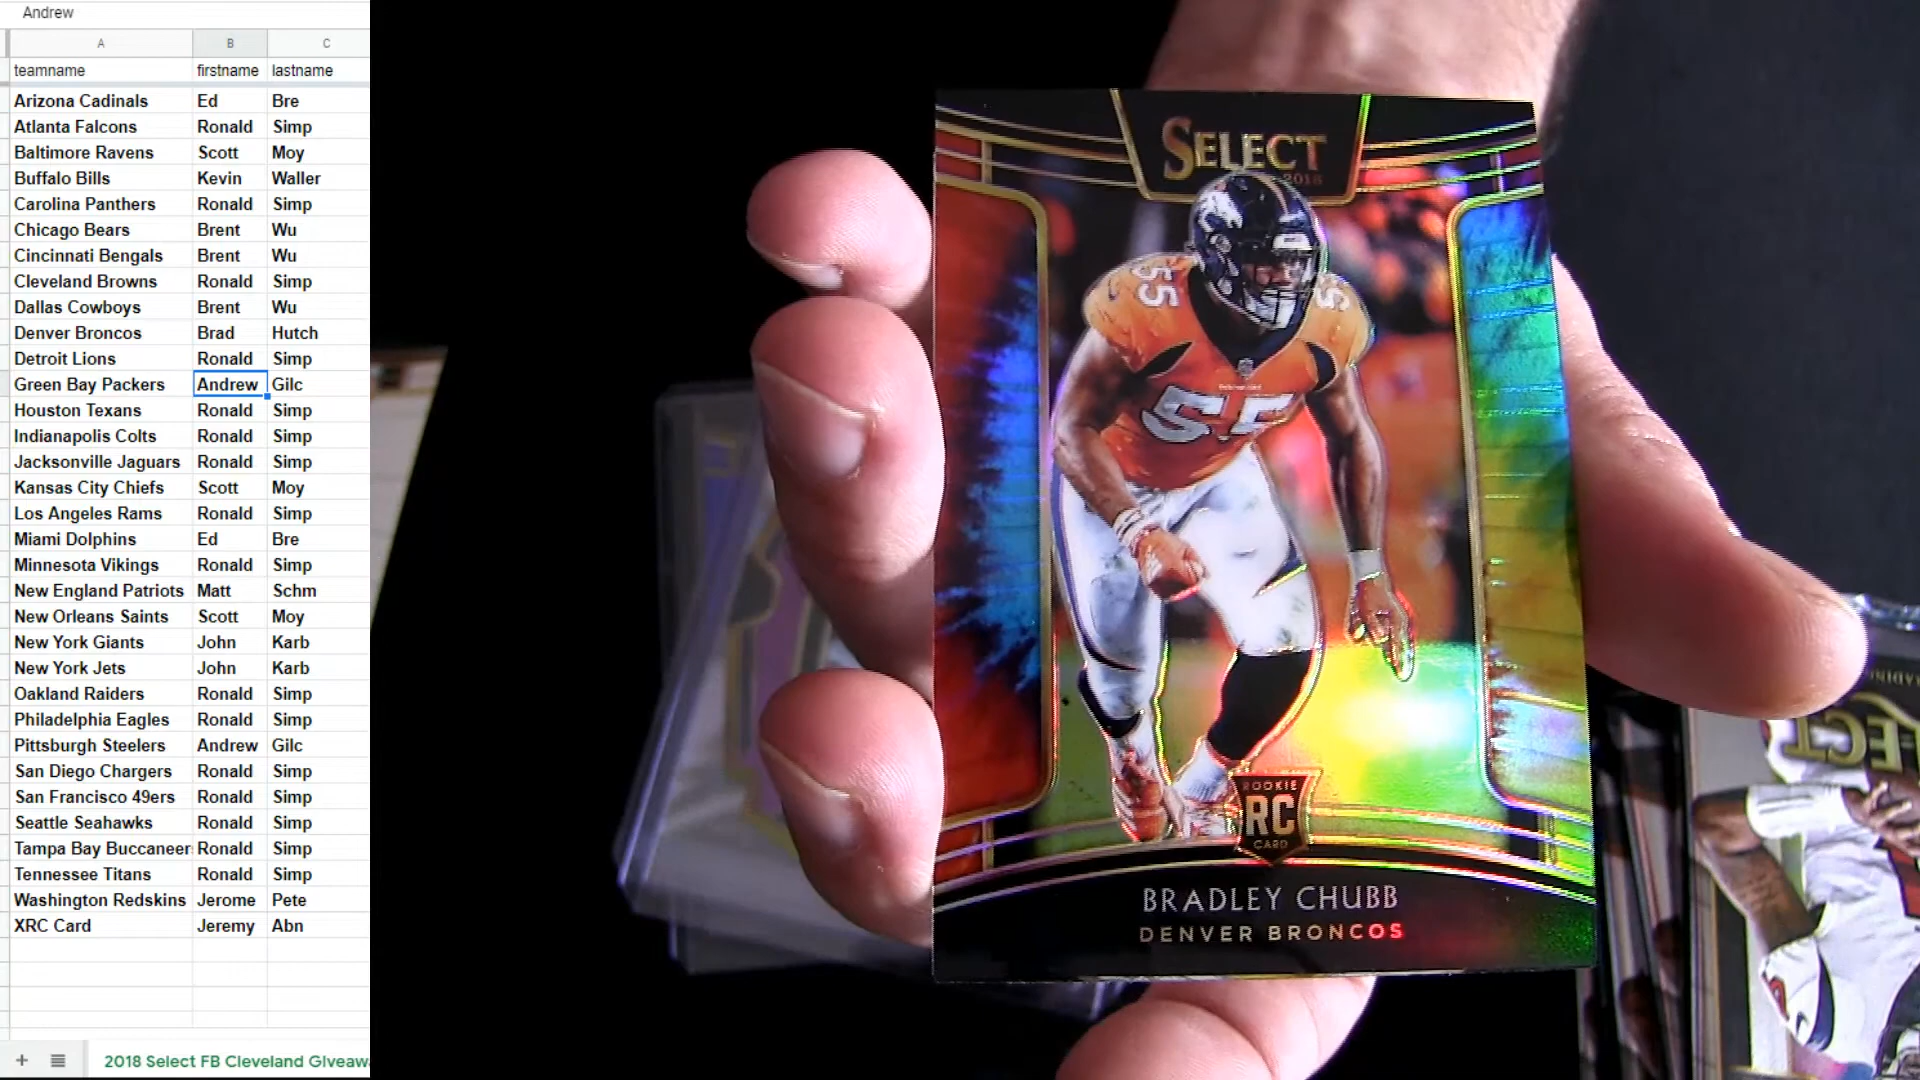 Andrew
A B C
teamname firstname lastname
Arizona Cadinals Ed Bre
Atlanta Falcons Ronald Simp
Baltimore Ravens Scott Moy
Buffalo Bills Kevin Waller
Carolina Panthers Ronald Simp
Chicago Bears Brent Wu
Cincinnati Bengals Brent Wu
Cleveland Browns Ronald Simp
Dallas Cowboys Brent Wu
Denver Broncos Brad Hutch
Detroit Lions Ronald Simp
Green Bay Packers Andrew Gilc
Houston Texans Ronald Simp
Indianapolis Colts Ronald Simp
Jacksonville Jaguars Ronald Simp
Kansas City Chiefs Scott Moy
Los Angeles Rams Ronald Simp
Miami Dolphins Ed Bre
Minnesota Vikings Ronald Simp
New England Patriots Matt Schm
New Orleans Saints Scott Moy
New York Giants John Karb
New York Jets John Karb
Oakland Raiders Ronald Simp
Philadelphia Eagles Ronald Simp
Pittsburgh Steelers Andrew Gilc
San Diego Chargers Ronald Simp
San Francisco 49ers Ronald Simp
Seattle Seahawks Ronald Simp
Tampa Bay Buccaneer Ronald Simp
Tennessee Titans Ronald Simp
Washington Redskins Jerome Pete
XRC Card Jeremy Abn
2018 Select FB Cleveland GIveaw
SELECT
2018
55
55
55
ROOKIE
RC
CARD
BRADLEY CHUBB
DENVER BRONCOS